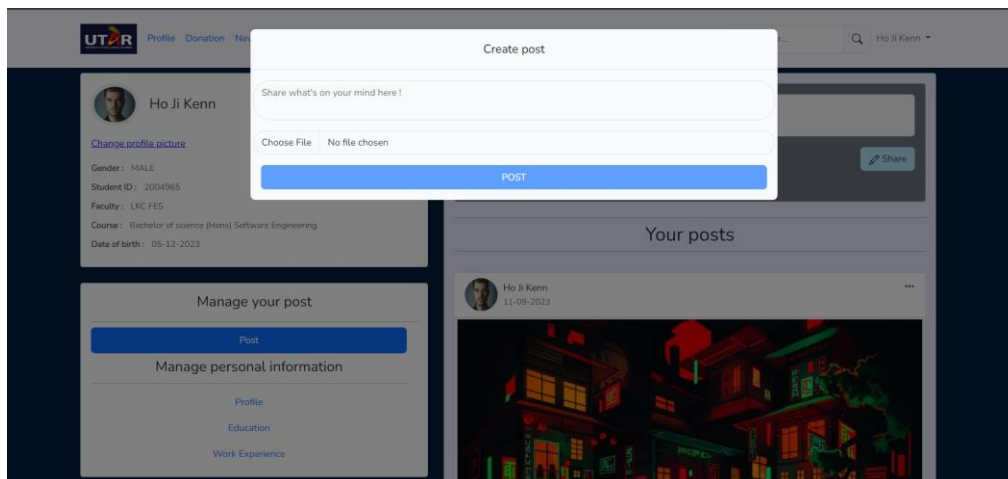 UTAR
Profile Donation Ne
Ho Ji Kenn
Create post
Share what's on your mind here !
Choose File No file chosen
POST
Ho Ji Kenn
Change profile picture
Gender : MALE
Student ID : 2004965
Faculty : LKC FES
Course : Bachelor of science (Hons) Software Engineering
Date of birth : 05-12-2023
Manage your post
Post
Manage personal information
Profile
Education
Work Experience
Share
Your posts
Ho Ji Kenn
11-09-2023